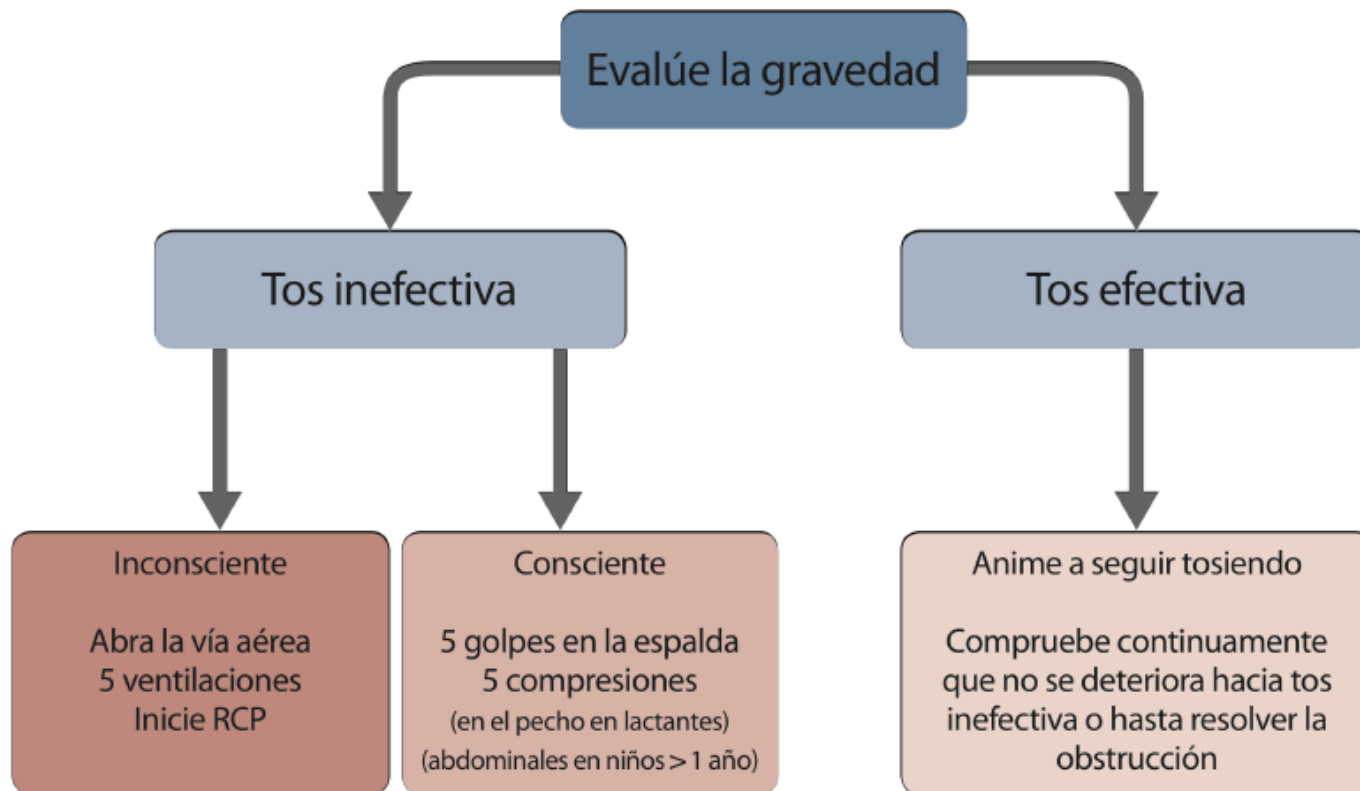 Evalúe la gravedad
Tos inefectiva
Tos efectiva
Inconsciente
Abra la vía aérea
5 ventilaciones
Inicie RCP
Consciente
5 golpes en la espalda
5 compresiones
(en el pecho en lactantes)
(abdominales en niños > 1 año)
Anime a seguir tosiendo
Compruebe continuamente
que no se deteriora hacia tos
inefectiva o hasta resolver la
obstrucción